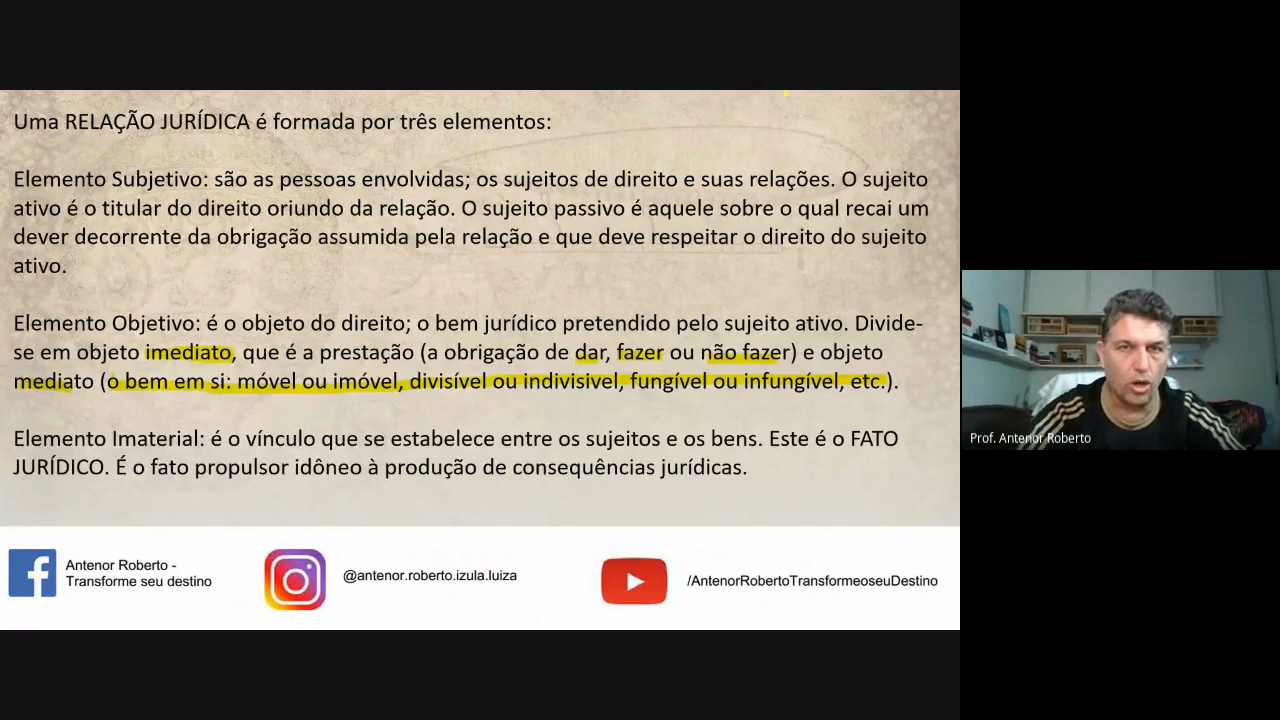 Uma RELAÇÃO JURÍDICA é formada por três elementos:
Elemento Subjetivo: são as pessoas envolvidas; os sujeitos de direito e suas relações. O sujeito
ativo é o titular do direito oriundo da relação. O sujeito passivo é aquele sobre o qual recai um
dever decorrente da obrigação assumida pela relação e que deve respeitar o direito do sujeito
ativo.
Elemento Objetivo: é o objeto do direito; o bem jurídico pretendido pelo sujeito ativo. Divide-
se em objeto imediato, que é a prestação (a obrigação de dar, fazer ou não fazer) e objeto
mediato (o bem em si: móvel ou imóvel, divisível ou indivisivel, fungível ou infungível, etc.).
Elemento Imaterial: é o vínculo que se estabelece entre os sujeitos e os bens. Este é o FATO
JURÍDICO. É o fato propulsor idôneo à produção de consequências jurídicas.
Antenor Roberto -
Transforme seu destino
@antenor.roberto.izula.luiza
/AntenorRobertoTransformeoseuDestino
Prof. Antenor Roberto